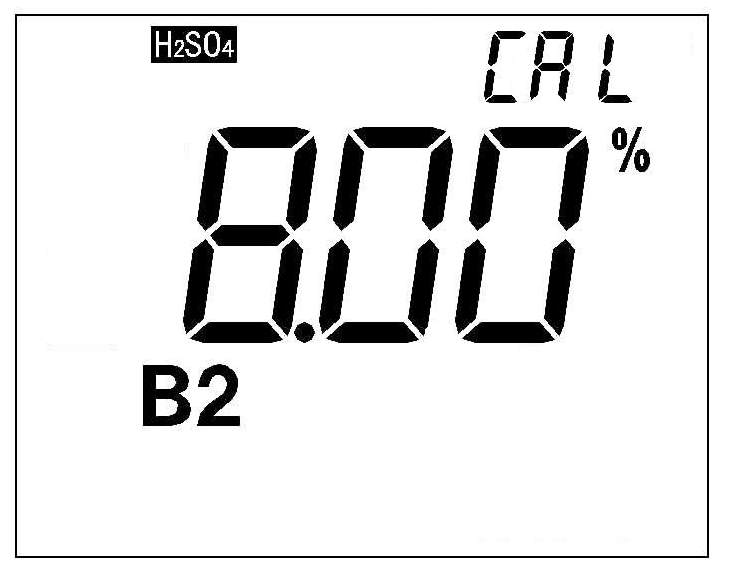 H₂SO₄
CAL
8.00 %
B2